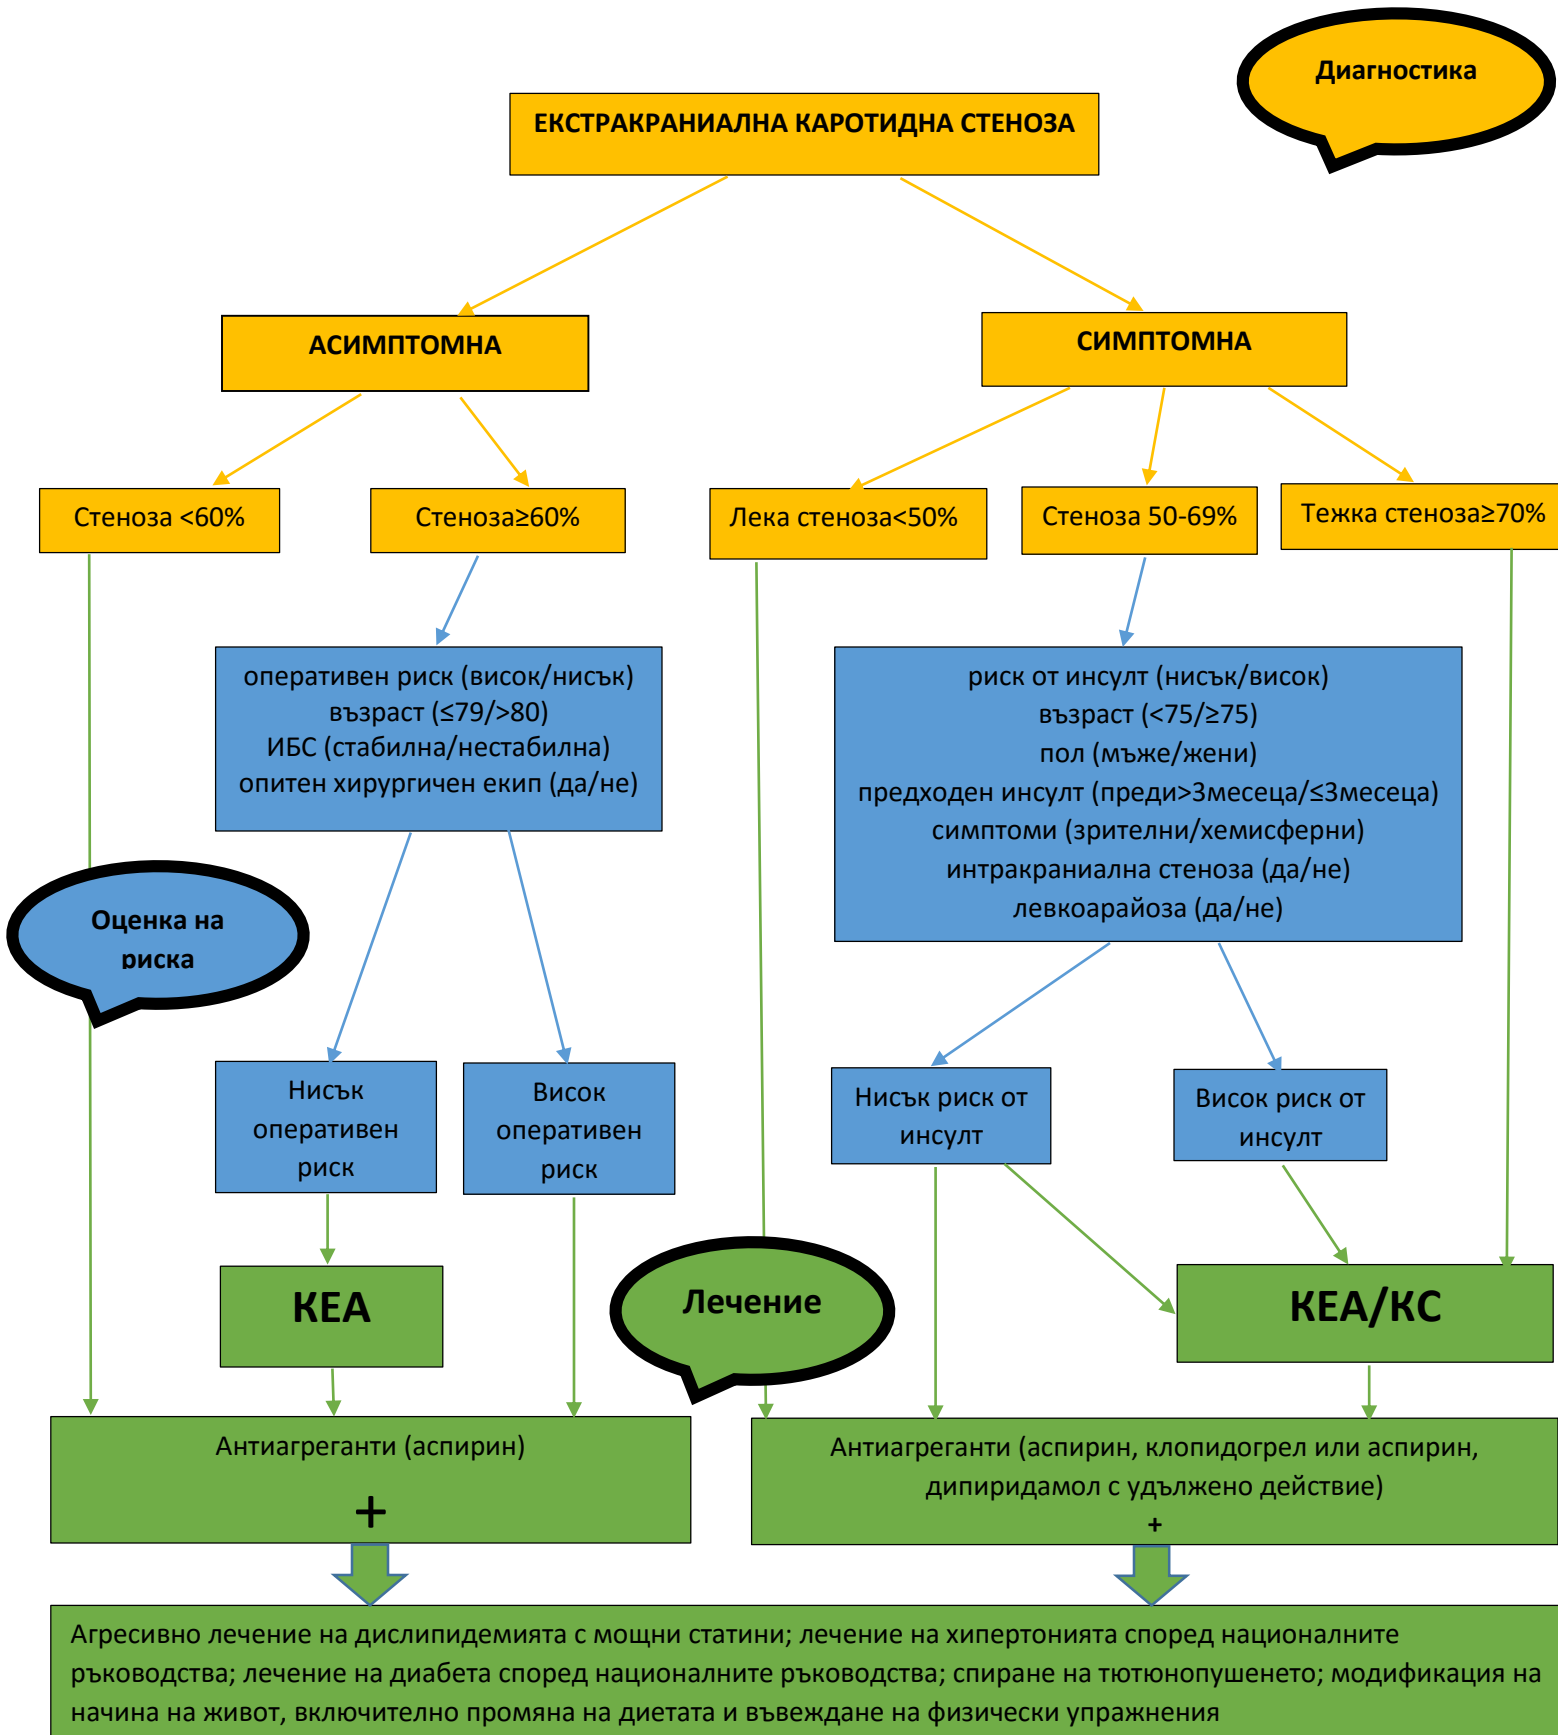 Диагностика
ЕКСТРАКРАНИАЛНА КАРОТИДНА СТЕНОЗА
АСИМПТОМНА
СИМПТОМНА
Стеноза <60%
Стеноза≥60%
Лека стеноза<50%
Стеноза 50-69%
Тежка стеноза≥70%
оперативен риск (висок/нисък)
възраст (≤79/>80)
ИБС (стабилна/нестабилна)
опитен хирургичен екип (да/не)
риск от инсулт (нисък/висок)
възраст (<75/≥75)
пол (мъже/жени)
предходен инсулт (преди>3месеца/≤3месеца)
симптоми (зрителни/хемисферни)
интракраниална стеноза (да/не)
левкоарайоза (да/не)
Оценка на
риска
Нисък
оперативен
риск
Висок
оперативен
риск
Нисък риск от
инсулт
Висок риск от
инсулт
КЕА
Лечение
КЕА/КС
Антиагреганти (аспирин)
+
Антиагреганти (аспирин, клопидогрел или аспирин,
дипиридамол с удължено действие)
+
Агресивно лечение на дислипидемията с мощни статини; лечение на хипертонията според националните
ръководства; лечение на диабета според националните ръководства; спиране на тютюнопушенето; модификация на
начина на живот, включително промяна на диетата и въвеждане на физически упражнения